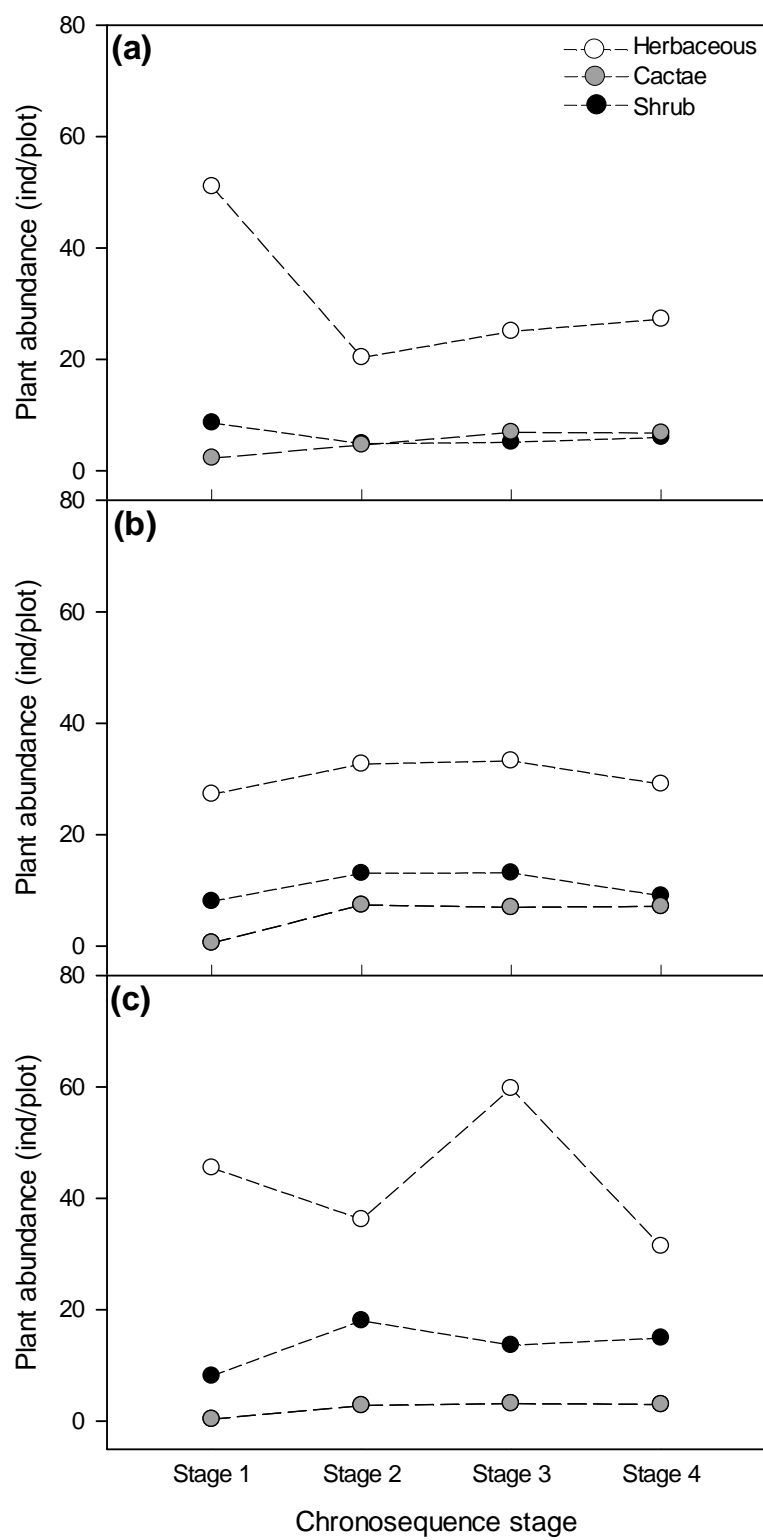 80
(a)
Herbaceous
Cactae
Shrub
60
40
20
0
Plant abundance (ind/plot)
80
(b)
60
40
20
0
Plant abundance (ind/plot)
80
(c)
60
40
20
0
Plant abundance (ind/plot)
Stage 1 Stage 2 Stage 3 Stage 4
Chronosequence stage